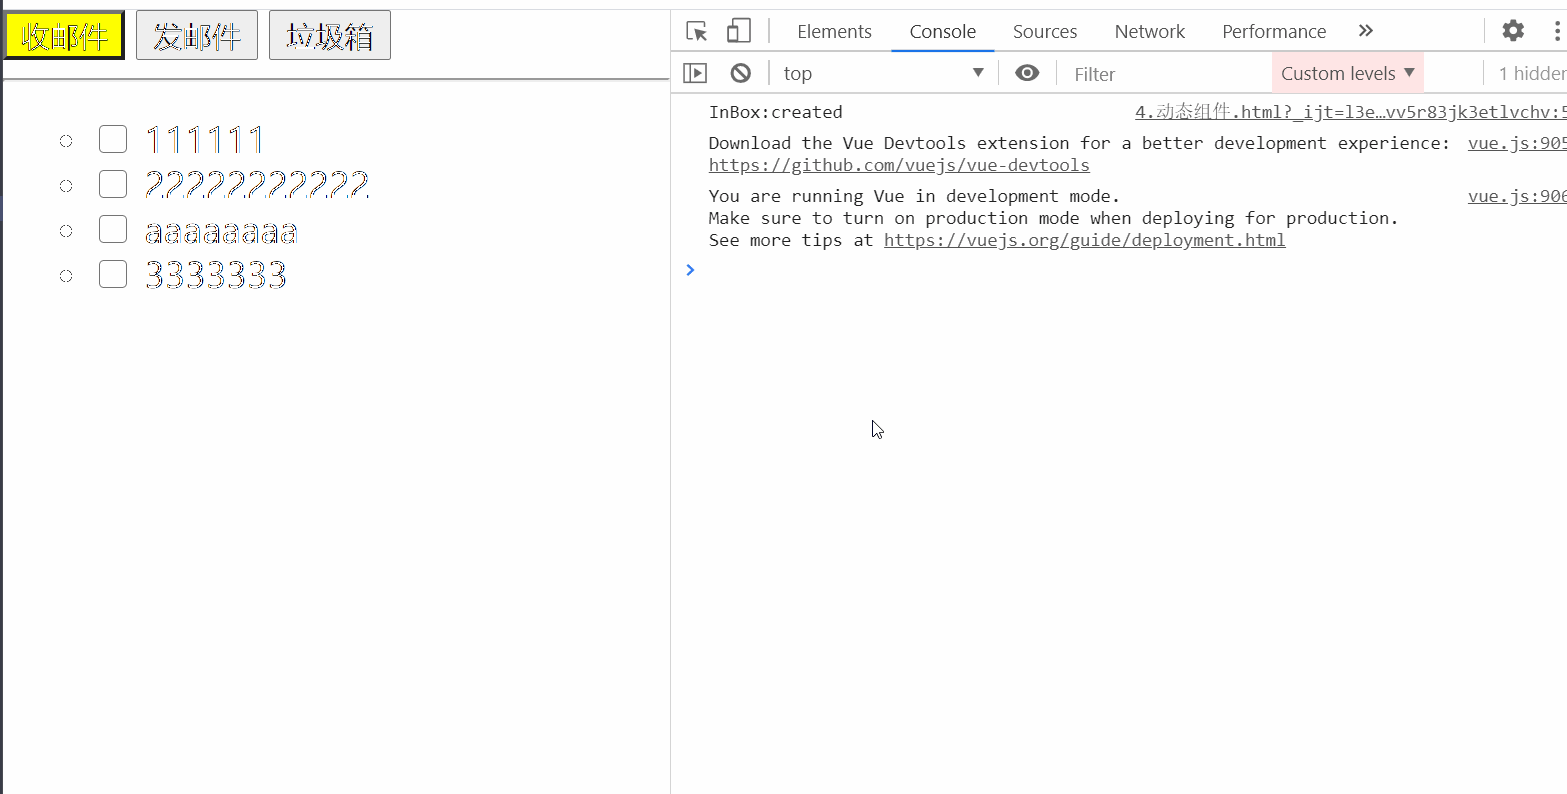 收邮件 发邮件 垃圾箱
111111
22222222222
aaaaaaaa
3333333
Elements Console Sources Network Performance
top Filter Custom levels 1 hidden
InBox:created 4.动态组件.html?_ijt=l3e…vv5r83jk3etlvchv:5
Download the Vue Devtools extension for a better development experience: vue.js:905
https://github.com/vuejs/vue-devtools
You are running Vue in development mode. vue.js:906
Make sure to turn on production mode when deploying for production.
See more tips at https://vuejs.org/guide/deployment.html